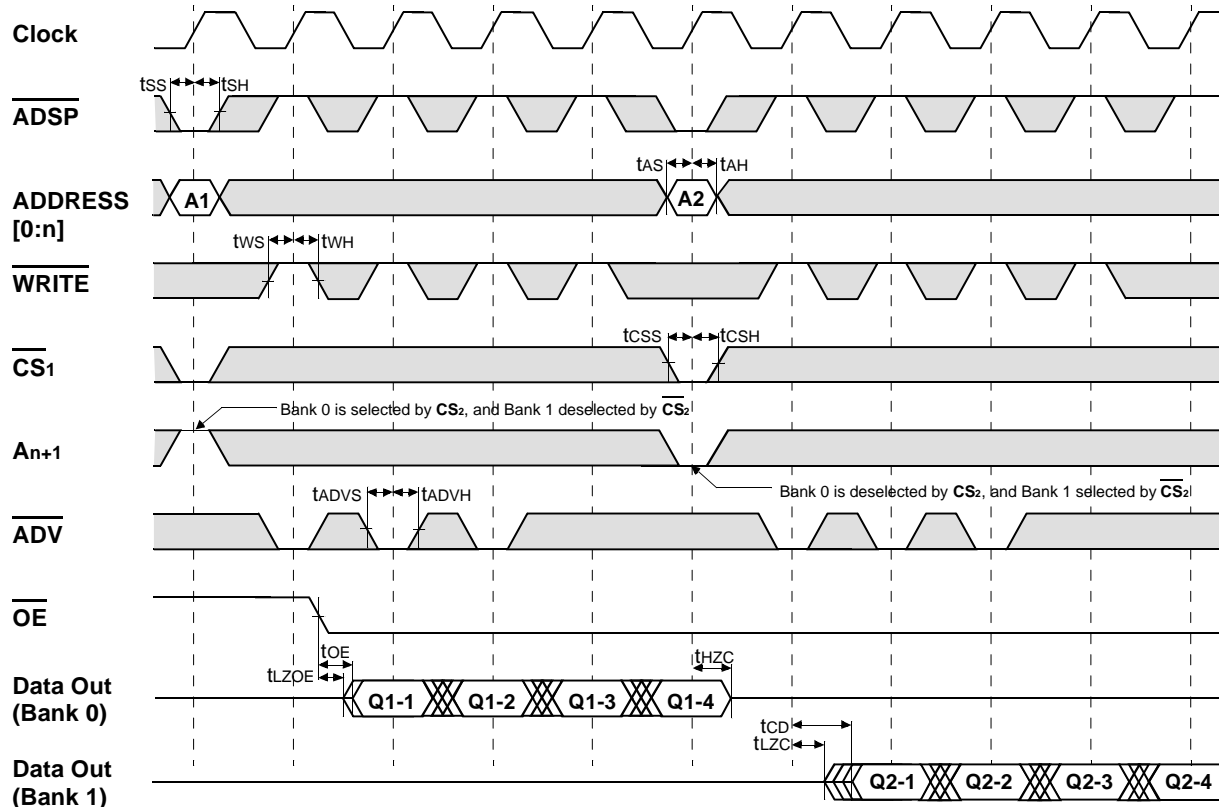 Clock
tSS tSH
ADSP
tAS tAH
ADDRESS
[0:n]
A1 A2
tWS tWH
WRITE
tCSS tCSH
CS1
Bank 0 is selected by CS2, and Bank 1 deselected by CS2
An+1
Bank 0 is deselected by CS2, and Bank 1 selected by CS2
tADVS tADVH
ADV
OE
tOE
tLZOE
tHZC
Data Out
(Bank 0)
Q1-1 Q1-2 Q1-3 Q1-4
tCD
tLZC
Data Out
(Bank 1)
Q2-1 Q2-2 Q2-3 Q2-4